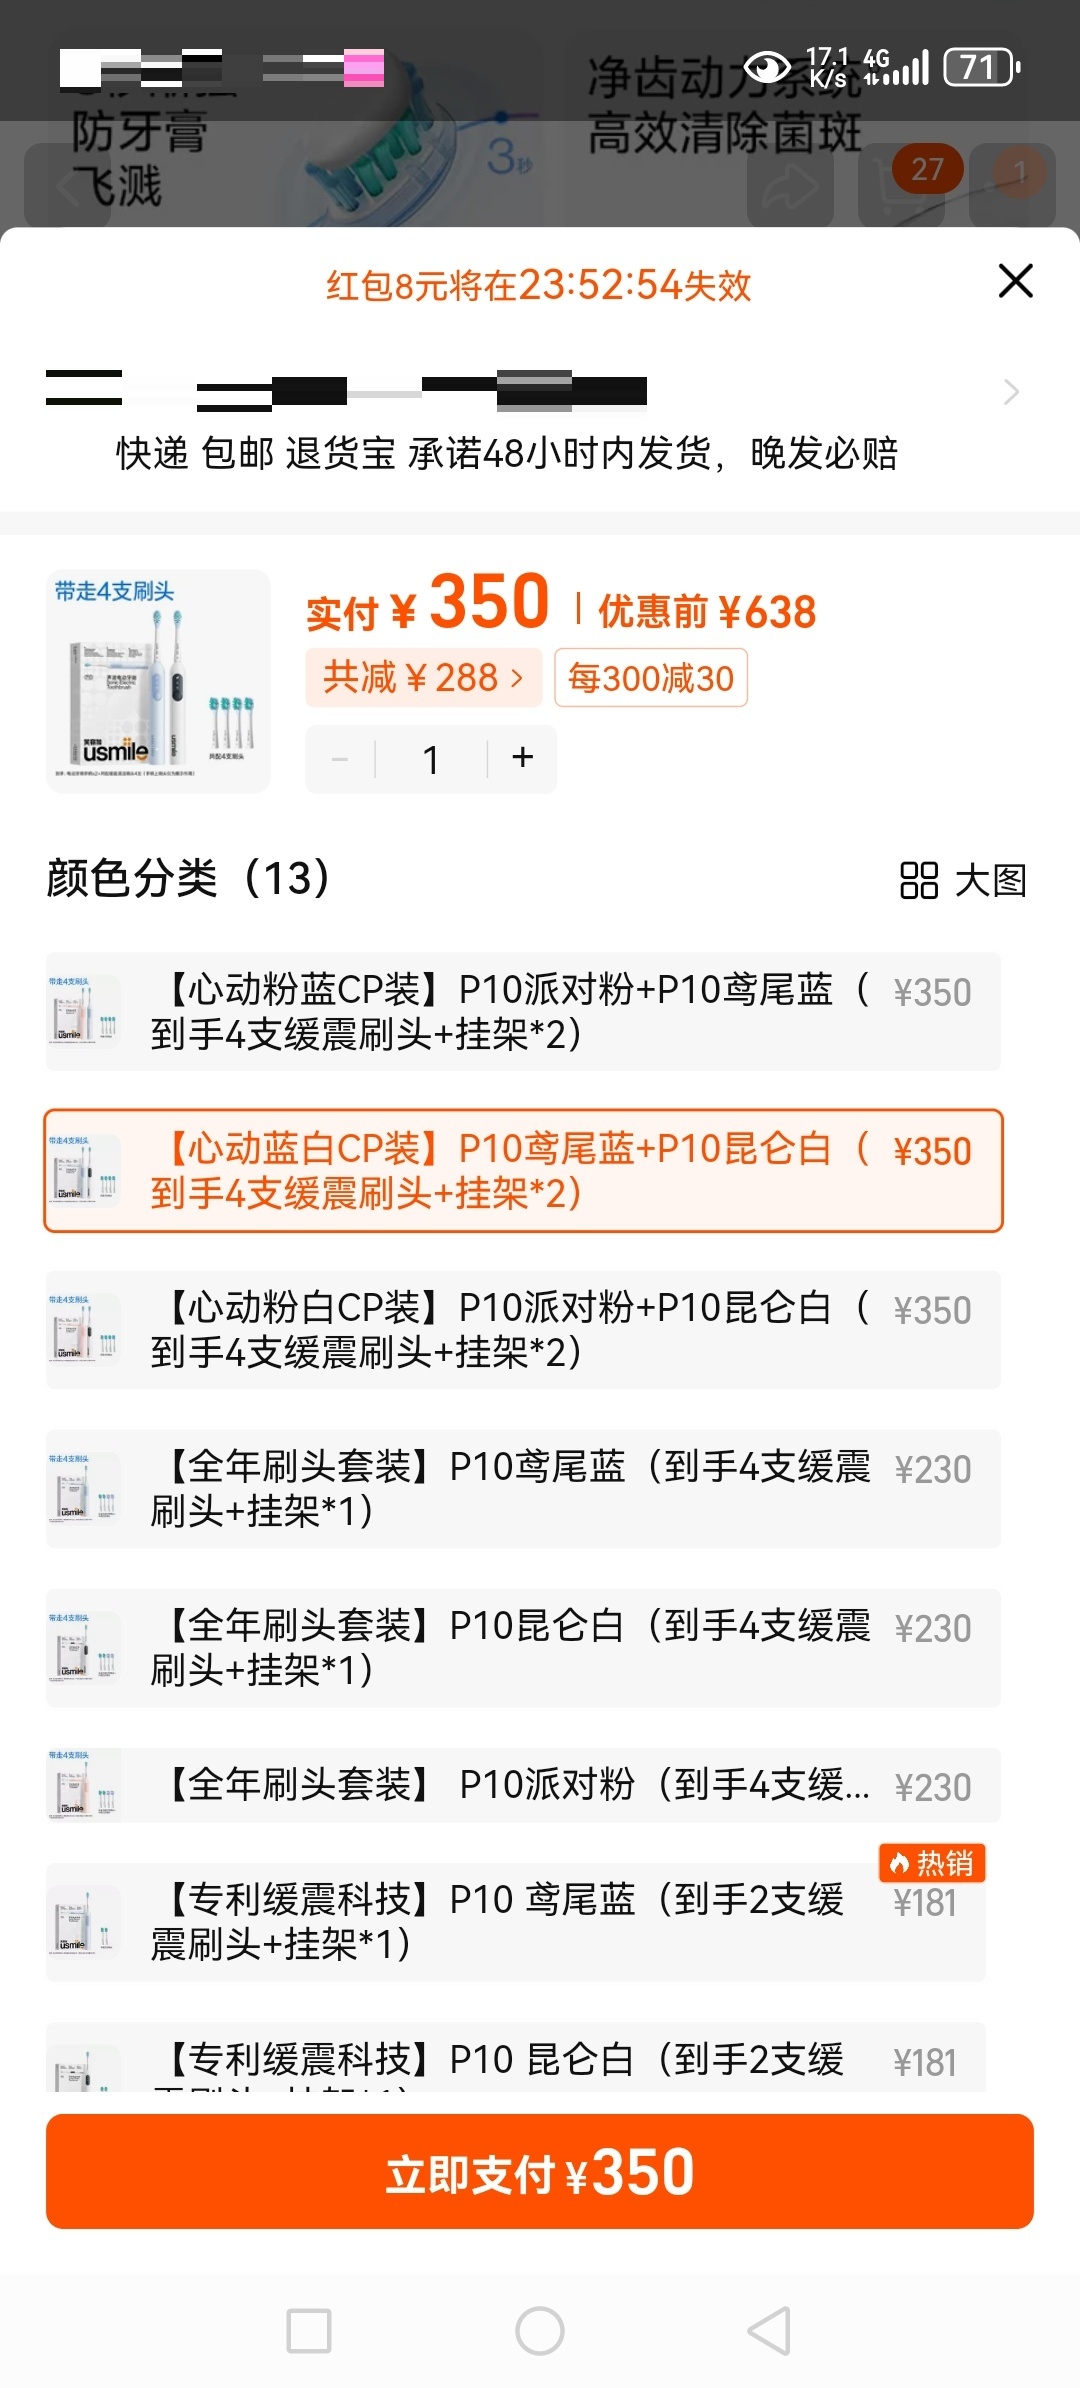 17.1
K/s
4G
71
防牙膏
飞溅
3秒
净齿动力系统
高效清除菌斑
27
1
红包8元将在23:52:54失效
快递 包邮 退货宝 承诺48小时内发货，晚发必赔
带走4支刷头
usmile
共配4支刷头
实付 ¥ 350 优惠前 ¥638
共减 ¥ 288 >
每300减30
1
颜色分类（13）
大图
【心动粉蓝CP装】P10派对粉+P10鸢尾蓝（
到手4支缓震刷头+挂架*2）
¥350
【心动蓝白CP装】P10鸢尾蓝+P10昆仑白（
到手4支缓震刷头+挂架*2）
¥350
【心动粉白CP装】P10派对粉+P10昆仑白（
到手4支缓震刷头+挂架*2）
¥350
【全年刷头套装】P10鸢尾蓝（到手4支缓震
刷头+挂架*1）
¥230
【全年刷头套装】P10昆仑白（到手4支缓震
刷头+挂架*1）
¥230
【全年刷头套装】 P10派对粉（到手4支缓...
¥230
热销
【专利缓震科技】P10 鸢尾蓝（到手2支缓
震刷头+挂架*1）
¥181
【专利缓震科技】P10 昆仑白（到手2支缓
¥181
立即支付 ¥350